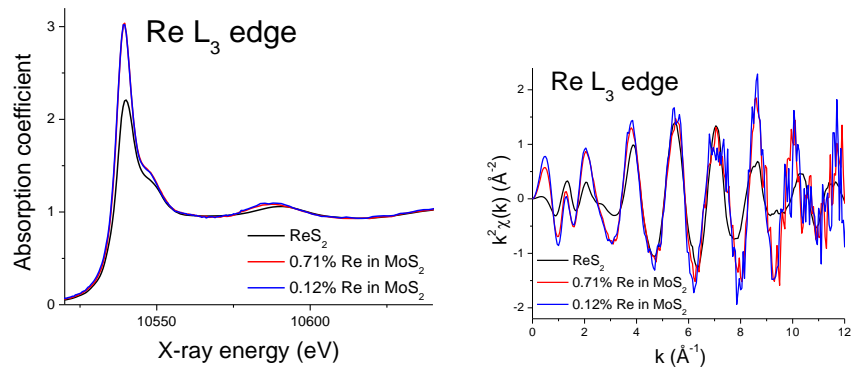 Re L₃ edge
Absorption coefficient
3
2
1
0
ReS₂
0.71% Re in MoS₂
0.12% Re in MoS₂
10550
10600
X-ray energy (eV)
Re L₃ edge
k²χ(k) (Å⁻²)
2
1
0
-1
-2
ReS₂
0.71% Re in MoS₂
0.12% Re in MoS₂
0
2
4
6
8
10
12
k (Å⁻¹)